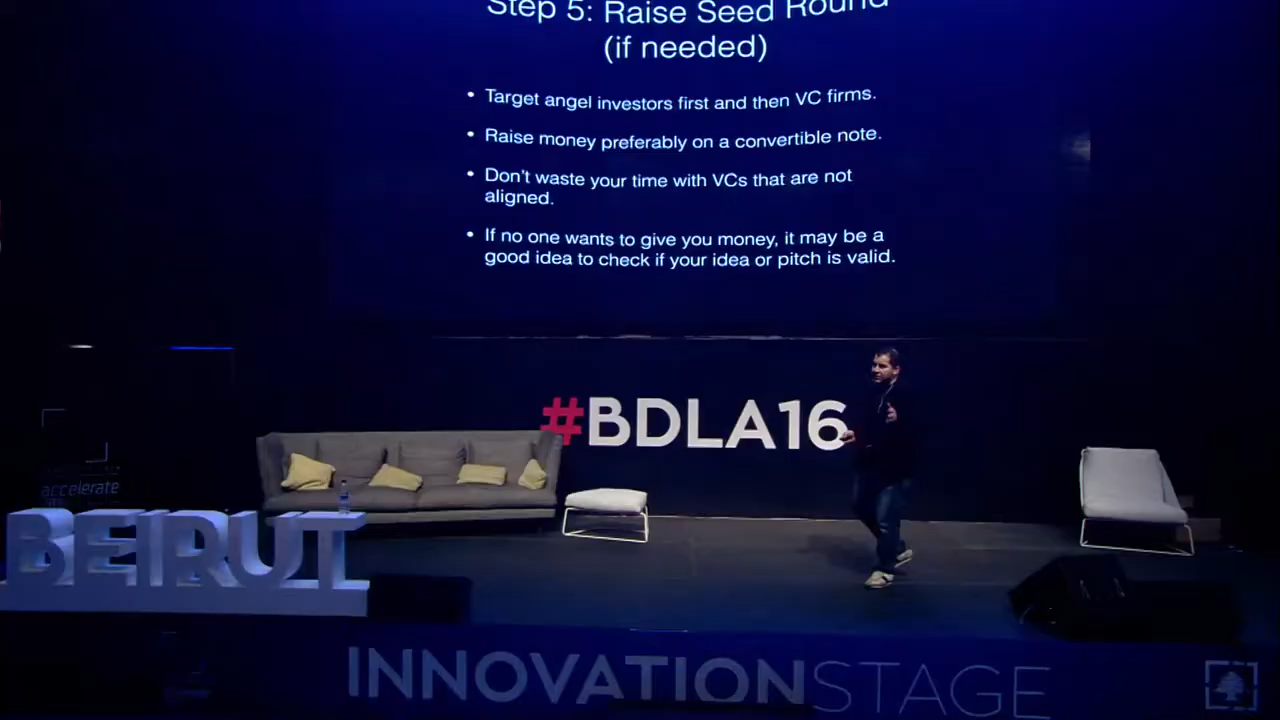 Step 5: Raise Seed Round
(if needed)
• Target angel investors first and then VC firms.
• Raise money preferably on a convertible note.
• Don't waste your time with VCs that are not
aligned.
• If no one wants to give you money, it may be a
good idea to check if your idea or pitch is valid.
#BDLA16
accelerate
BEIRUT
INNOVATIONSTAGE